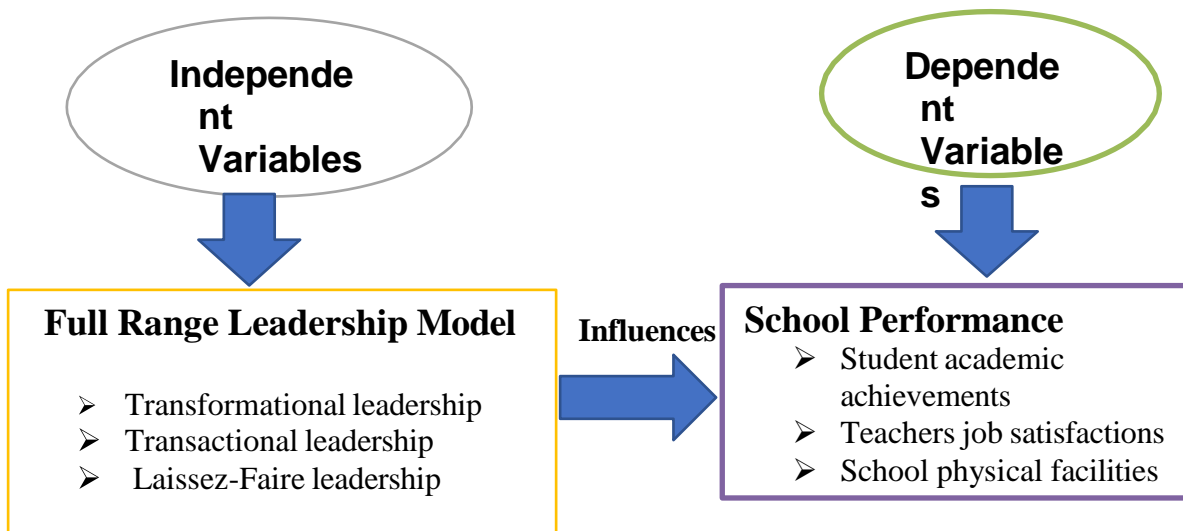 Independe
nt
Variables
Depende
nt
Variable
s
Full Range Leadership Model
➢ Transformational leadership
➢ Transactional leadership
➢ Laissez-Faire leadership
Influences
School Performance
➢ Student academic
achievements
➢ Teachers job satisfactions
➢ School physical facilities